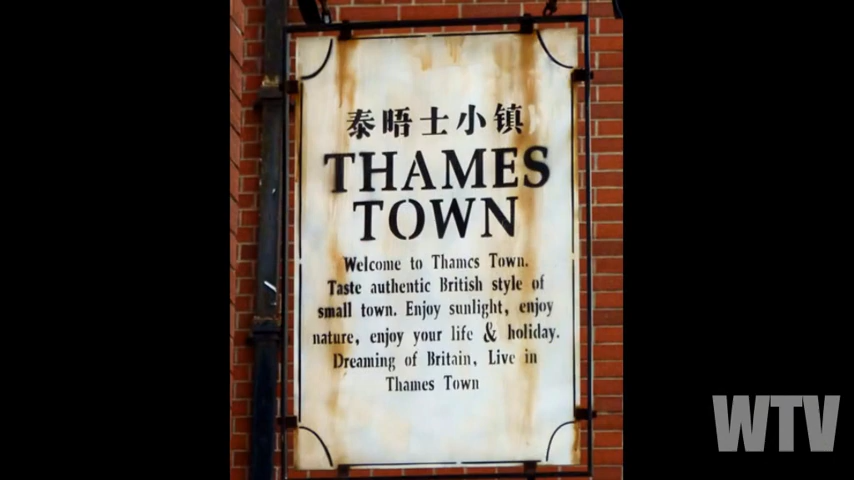 泰晤士小镇
THAMES
TOWN
Welcome to Thamcs Town.
Taste authentic British style of
small town. Enjoy sunlight, enjoy
nature, enjoy your life & holiday.
Dreaming of Britain, Live in
Thames Town
WTV